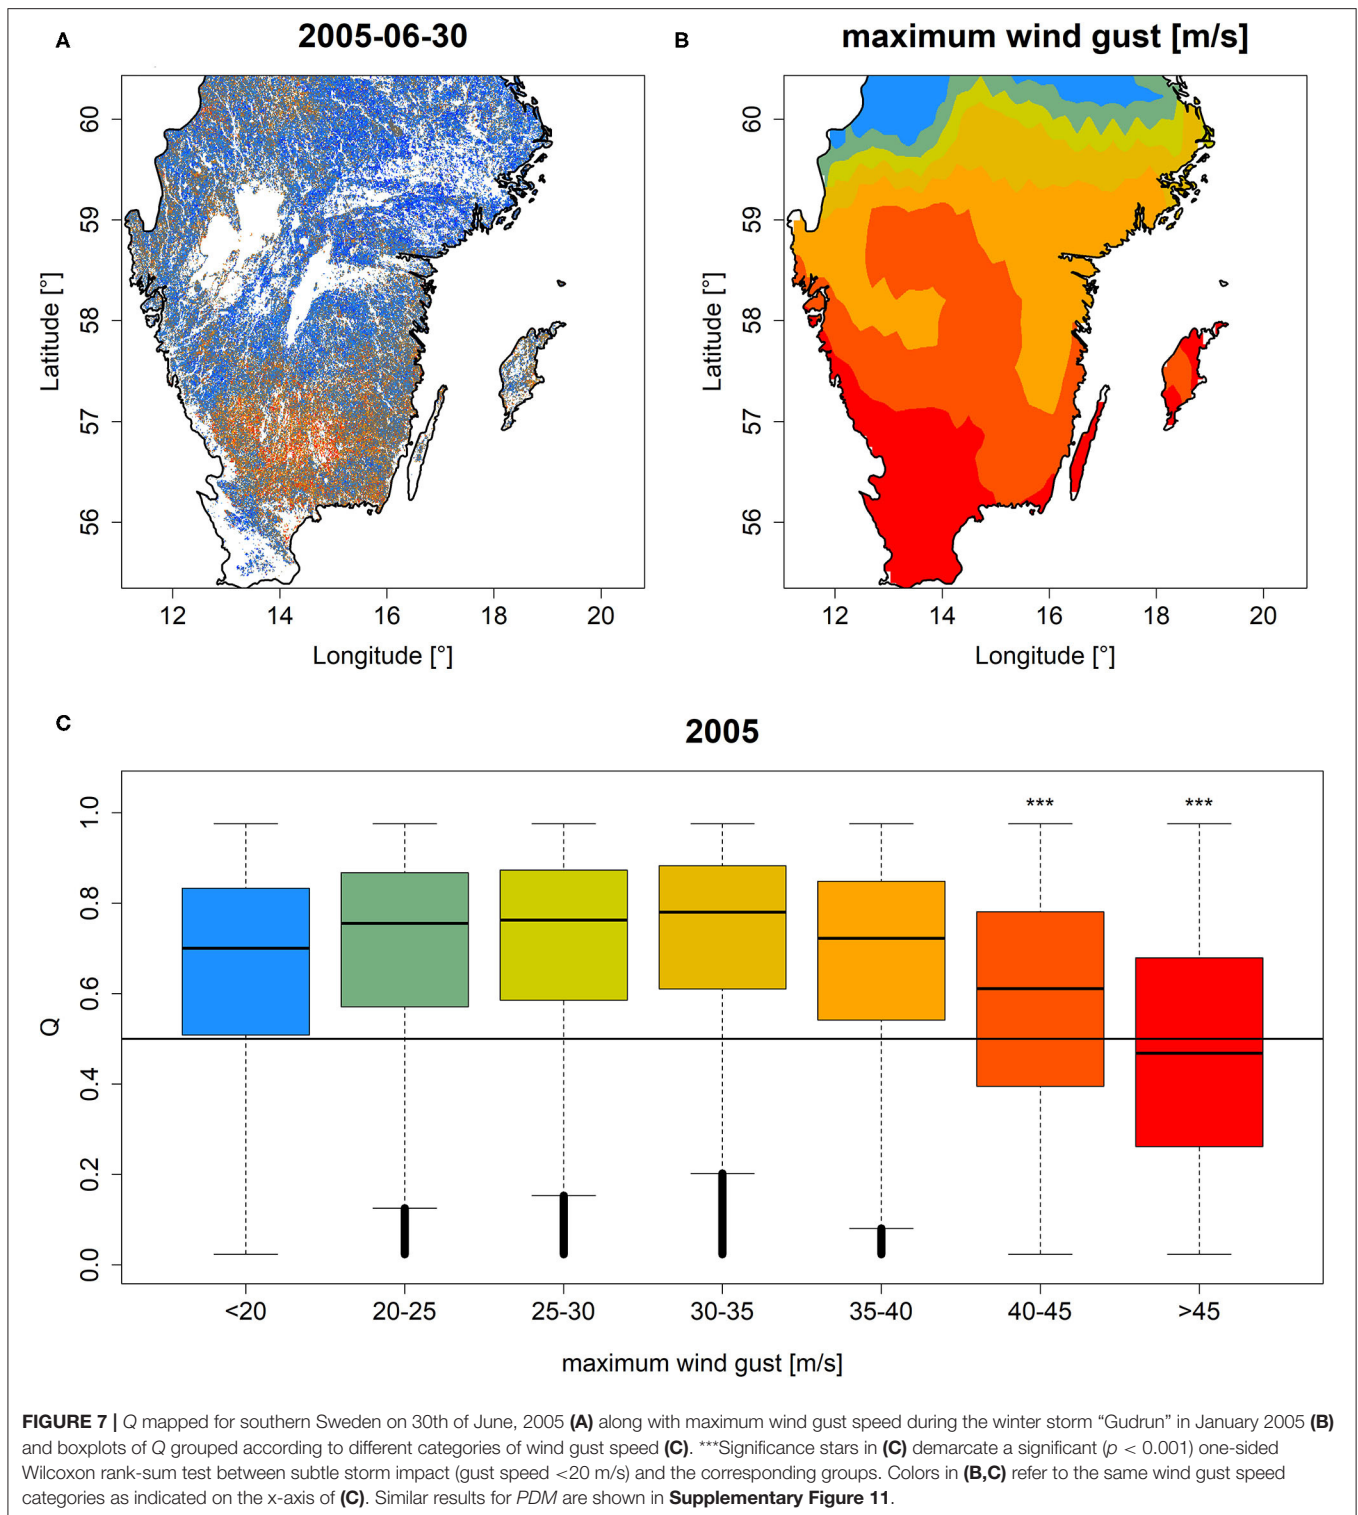 A
2005-06-30
B
maximum wind gust [m/s]
60
59
58
57
56
Latitude [°]
12 14 16 18 20
Longitude [°]
60
59
58
57
56
Latitude [°]
12 14 16 18 20
Longitude [°]
C
2005
*** ***
1.0
0.8
0.6
0.4
0.2
0.0
Q
<20 20-25 25-30 30-35 35-40 40-45 >45
maximum wind gust [m/s]
FIGURE 7 | Q mapped for southern Sweden on 30th of June, 2005 (A) along with maximum wind gust speed during the winter storm “Gudrun” in January 2005 (B)
and boxplots of Q grouped according to different categories of wind gust speed (C). ***Significance stars in (C) demarcate a significant (p < 0.001) one-sided
Wilcoxon rank-sum test between subtle storm impact (gust speed <20 m/s) and the corresponding groups. Colors in (B,C) refer to the same wind gust speed
categories as indicated on the x-axis of (C). Similar results for PDM are shown in Supplementary Figure 11.